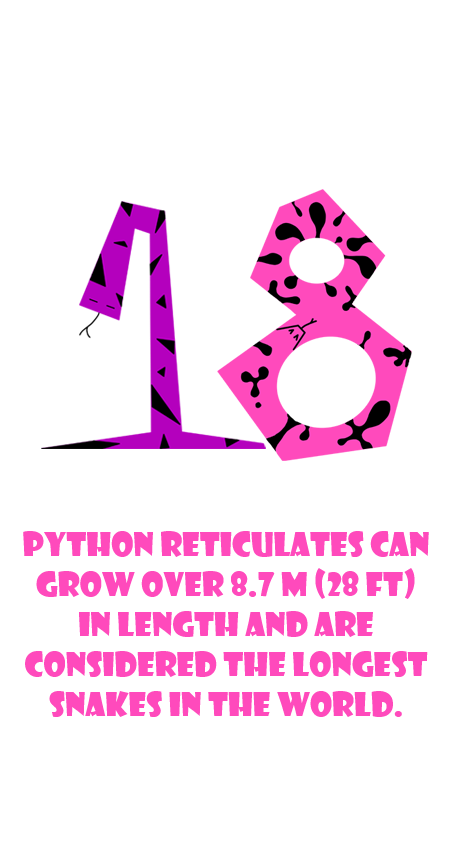 18
PYTHON RETICULATES CAN
GROW OVER 8.7 M (28 FT)
IN LENGTH AND ARE
CONSIDERED THE LONGEST
SNAKES IN THE WORLD.